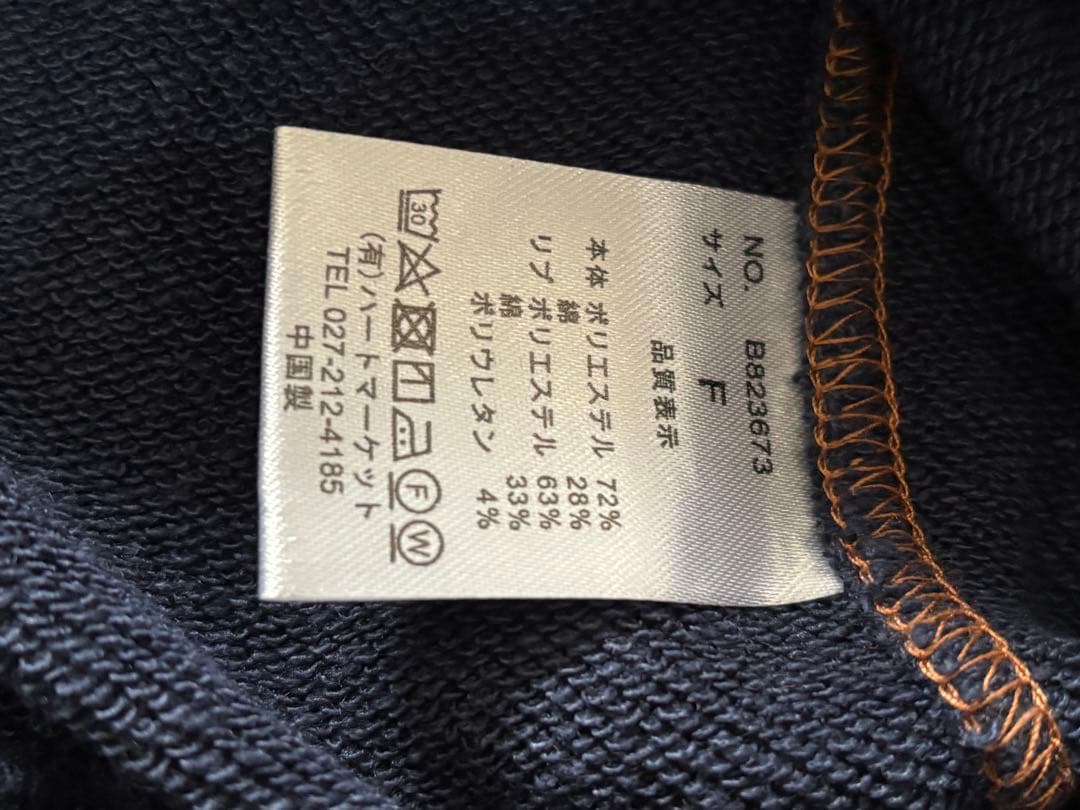 NO. B823673
サイズ F
品質表示
本体 ポリエステル 72%
綿 28%
リブ ポリエステル 63%
綿 33%
ポリウレタン 4%
30 1 F W
(有)ハートマーケット
TEL 027-212-4185
中国製